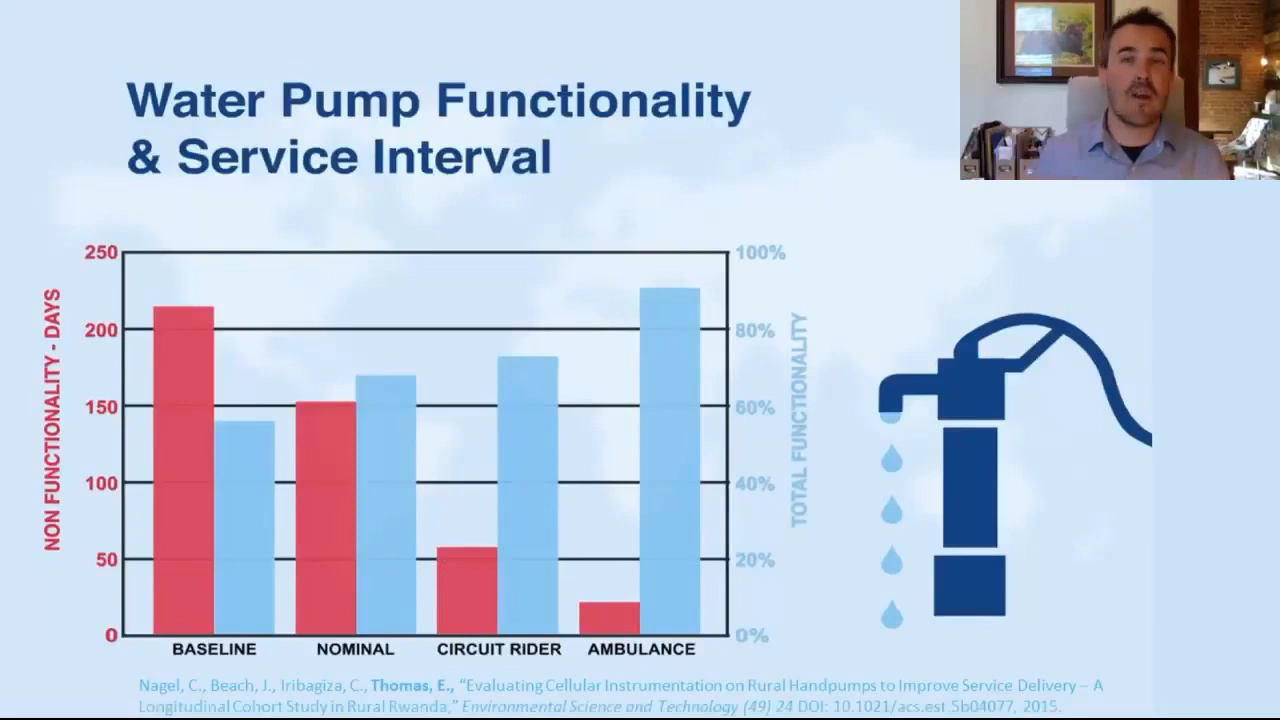 Water Pump Functionality
& Service Interval
NON FUNCTIONALITY - DAYS
250
200
150
100
50
0
100%
80%
60%
40%
20%
0%
TOTAL FUNCTIONALITY
BASELINE NOMINAL CIRCUIT RIDER AMBULANCE
Nagel, C., Beach, J., Iribagiza, C., Thomas, E., “Evaluating Cellular Instrumentation on Rural Handpumps to Improve Service Delivery – A
Longitudinal Cohort Study in Rural Rwanda,” Environmental Science and Technology (49) 24 DOI: 10.1021/acs.est.5b04077, 2015.